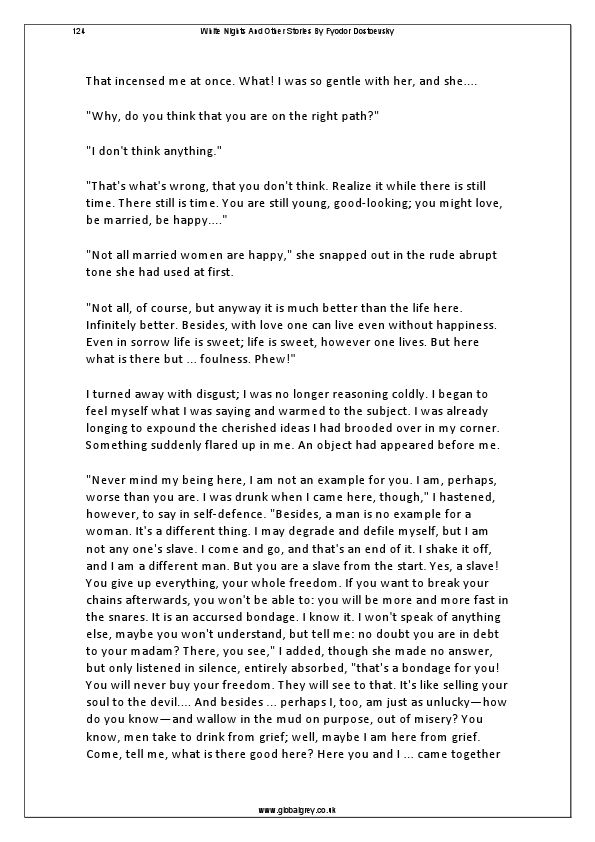 124 White Nights And Other Stories By Fyodor Dostoevsky
That incensed me at once. What! I was so gentle with her, and she....
"Why, do you think that you are on the right path?"
"I don't think anything."
"That's what's wrong, that you don't think. Realize it while there is still
time. There still is time. You are still young, good-looking; you might love,
be married, be happy...."
"Not all married women are happy," she snapped out in the rude abrupt
tone she had used at first.
"Not all, of course, but anyway it is much better than the life here.
Infinitely better. Besides, with love one can live even without happiness.
Even in sorrow life is sweet; life is sweet, however one lives. But here
what is there but ... foulness. Phew!"
I turned away with disgust; I was no longer reasoning coldly. I began to
feel myself what I was saying and warmed to the subject. I was already
longing to expound the cherished ideas I had brooded over in my corner.
Something suddenly flared up in me. An object had appeared before me.
"Never mind my being here, I am not an example for you. I am, perhaps,
worse than you are. I was drunk when I came here, though," I hastened,
however, to say in self-defence. "Besides, a man is no example for a
woman. It's a different thing. I may degrade and defile myself, but I am
not any one's slave. I come and go, and that's an end of it. I shake it off,
and I am a different man. But you are a slave from the start. Yes, a slave!
You give up everything, your whole freedom. If you want to break your
chains afterwards, you won't be able to: you will be more and more fast in
the snares. It is an accursed bondage. I know it. I won't speak of anything
else, maybe you won't understand, but tell me: no doubt you are in debt
to your madam? There, you see," I added, though she made no answer,
but only listened in silence, entirely absorbed, "that's a bondage for you!
You will never buy your freedom. They will see to that. It's like selling your
soul to the devil.... And besides ... perhaps I, too, am just as unlucky—how
do you know—and wallow in the mud on purpose, out of misery? You
know, men take to drink from grief; well, maybe I am here from grief.
Come, tell me, what is there good here? Here you and I ... came together
www.globalgrey.co.uk